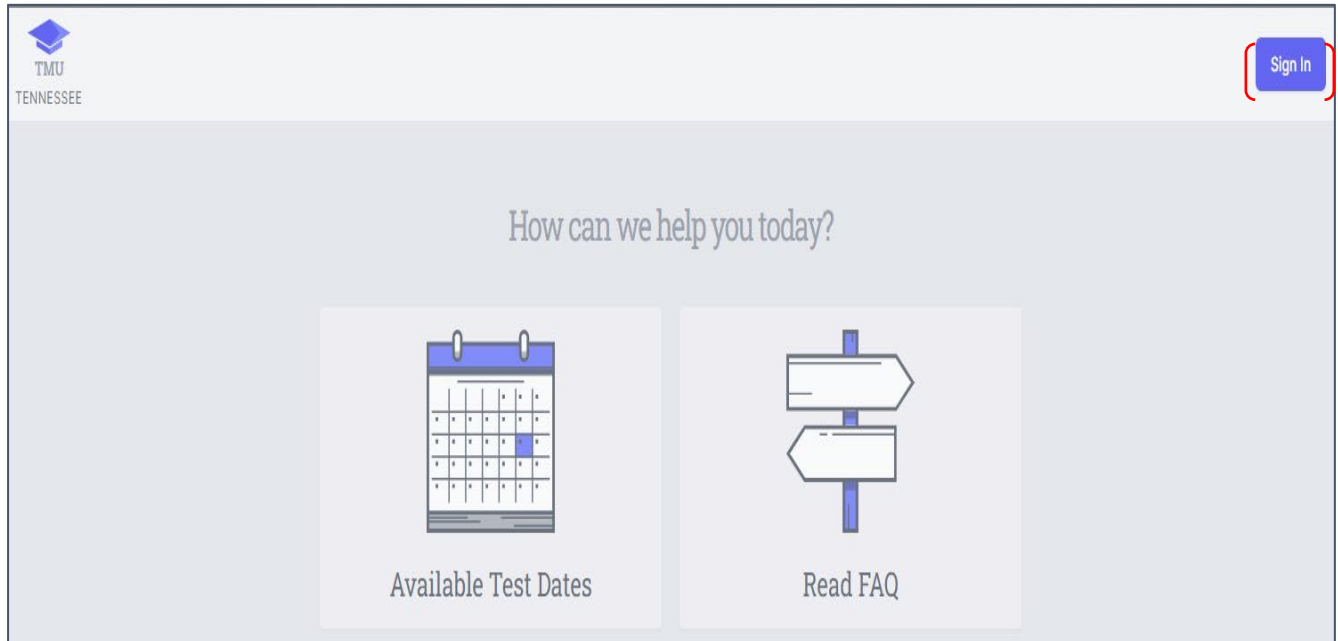 TMU
TENNESSEE
Sign In
How can we help you today?
Available Test Dates
Read FAQ